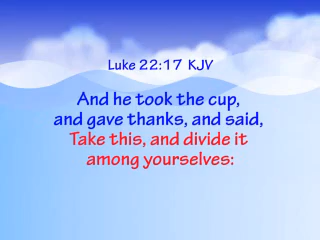 Luke 22:17 KJV
And he took the cup,
and gave thanks, and said,
Take this, and divide it
among yourselves: